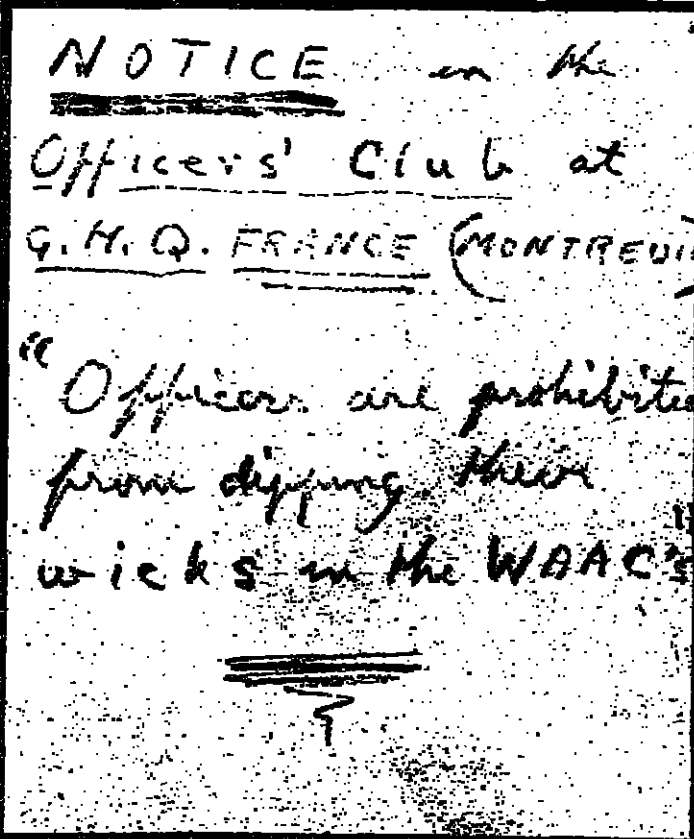 NOTICE in the
Officers' Club at
G.H.Q. FRANCE (MONTREUIL)
"Officers are prohibited
from dipping their
wicks in the WAAC's"